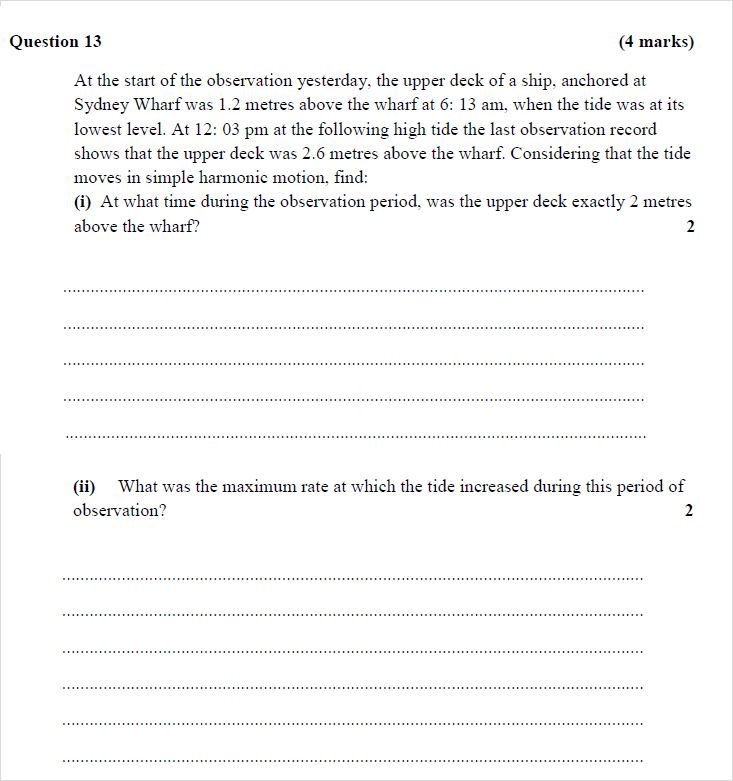 Question 13 (4 marks)
At the start of the observation yesterday, the upper deck of a ship, anchored at
Sydney Wharf was 1.2 metres above the wharf at 6: 13 am, when the tide was at its
lowest level. At 12: 03 pm at the following high tide the last observation record
shows that the upper deck was 2.6 metres above the wharf. Considering that the tide
moves in simple harmonic motion, find:
(i) At what time during the observation period, was the upper deck exactly 2 metres
above the wharf? 2
(ii) What was the maximum rate at which the tide increased during this period of
observation? 2